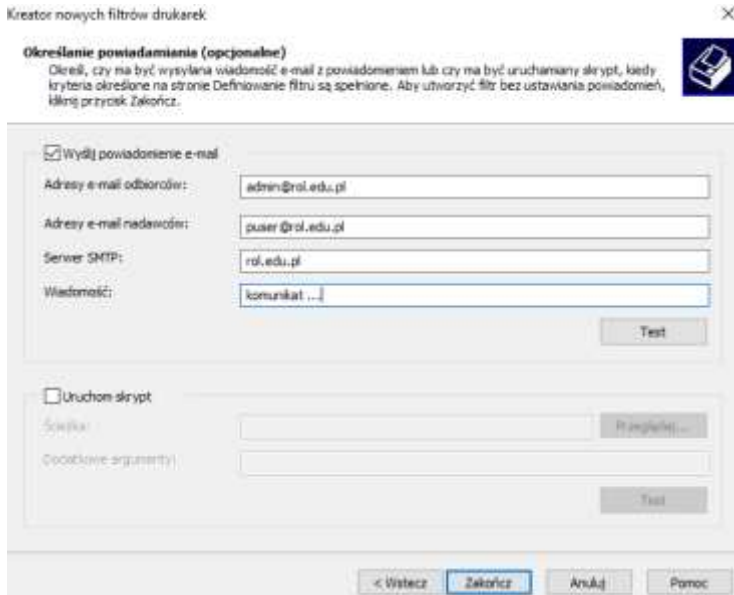 Kreator nowych filtrów drukarek
Określanie powiadamiania (opcjonalne)
Określ, czy ma być wysyłana wiadomość e-mail z powiadomieniem lub czy ma być uruchamiany skrypt, kiedy
kryteria określone na stronie Definiowanie filtru są spełnione. Aby utworzyć filtr bez ustawiania powiadomień,
kliknij przycisk Zakończ.
Wyślij powiadomienie e-mail
Adresy e-mail odbiorców:
admin@rol.edu.pl
Adresy e-mail nadawców:
puser@rol.edu.pl
Serwer SMTP:
rol.edu.pl
Wiadomość:
komunikat ...
Test
Uruchom skrypt
Ścieżka:
Przeglądaj...
Dodatkowe argumenty:
Test
< Wstecz
Zakończ
Anuluj
Pomoc